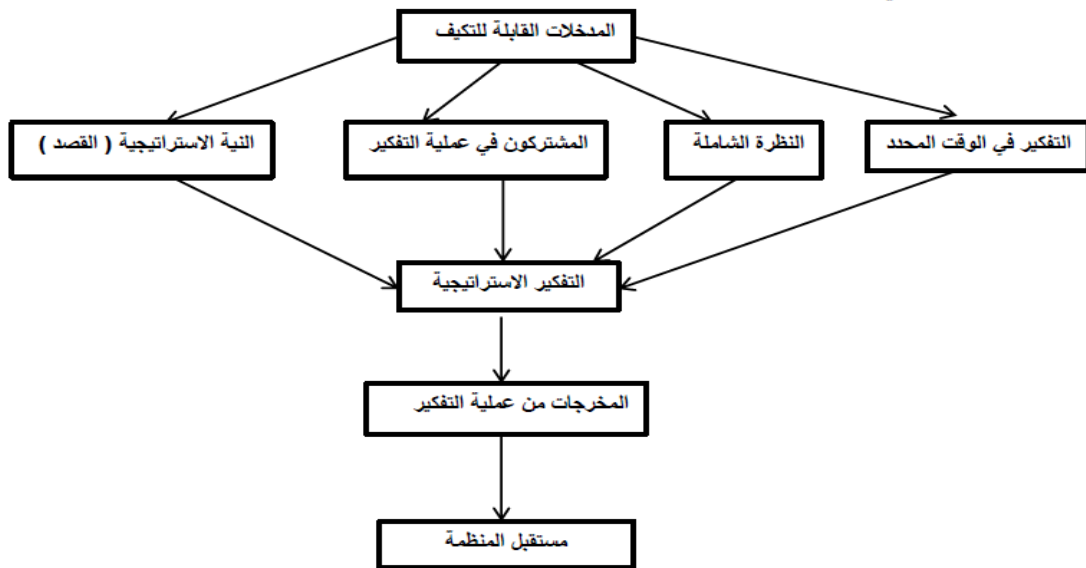 المدخلات القابلة للتكيف
التفكير في الوقت المحدد
النظرة الشاملة
المشتركون في عملية التفكير
النية الاستراتيجية ( القصد )
التفكير الاستراتيجية
المخرجات من عملية التفكير
مستقبل المنظمة